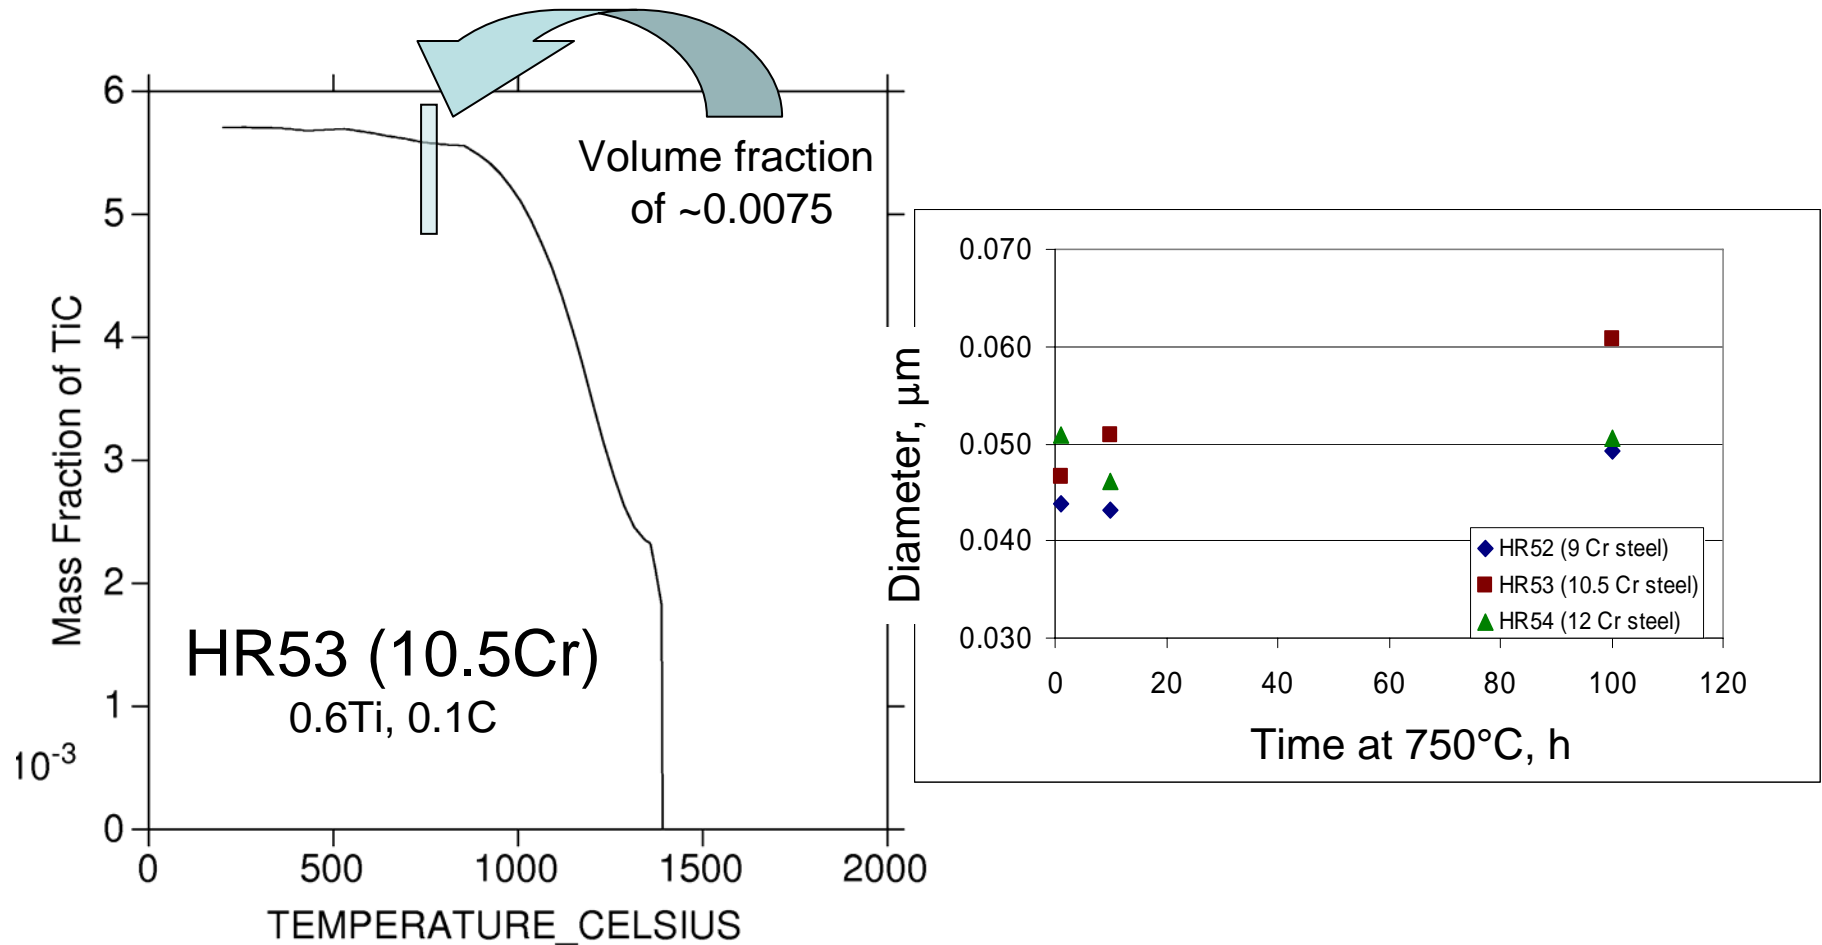 6
5
4
3
2
1
0
10-3
Mass Fraction of TiC
0
500
1000
1500
2000
TEMPERATURE_CELSIUS
Volume fraction
of ~0.0075
HR53 (10.5Cr)
0.6Ti, 0.1C
0.070
0.060
0.050
0.040
0.030
Diameter, μm
0
20
40
60
80
100
120
Time at 750°C, h
HR52 (9 Cr steel)
HR53 (10.5 Cr steel)
HR54 (12 Cr steel)